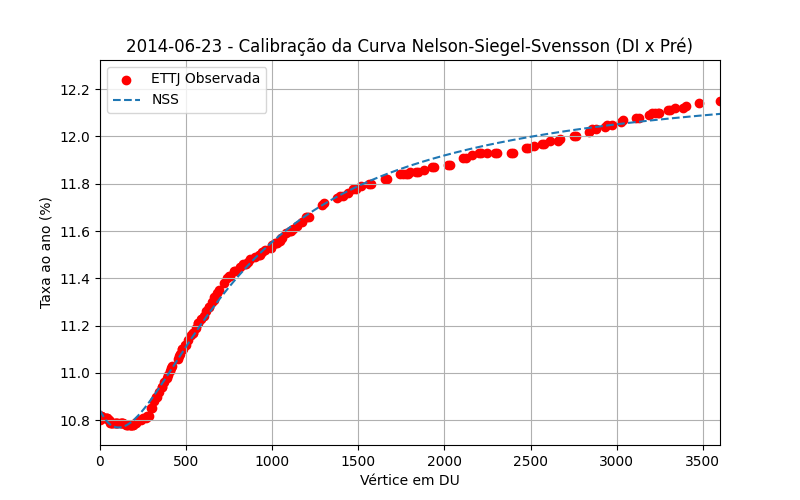 2014-06-23 - Calibração da Curva Nelson-Siegel-Svensson (DI x Pré)
ETTJ Observada
NSS
Taxa ao ano (%)
12.2
12.0
11.8
11.6
11.4
11.2
11.0
10.8
0 500 1000 1500 2000 2500 3000 3500
Vértice em DU